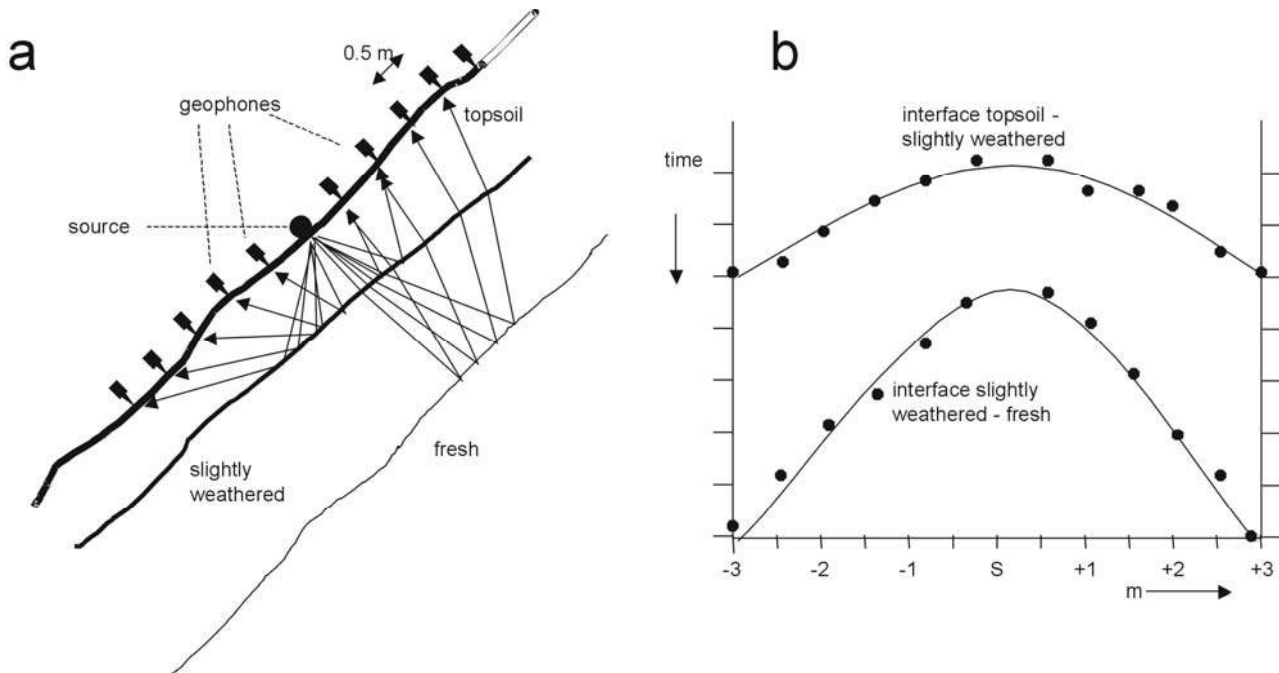 a
0.5 m
geophones
topsoil
source
slightly
weathered
fresh
b
interface topsoil -
slightly weathered
time
interface slightly
weathered - fresh
-3 -2 -1 S +1 +2 +3
m